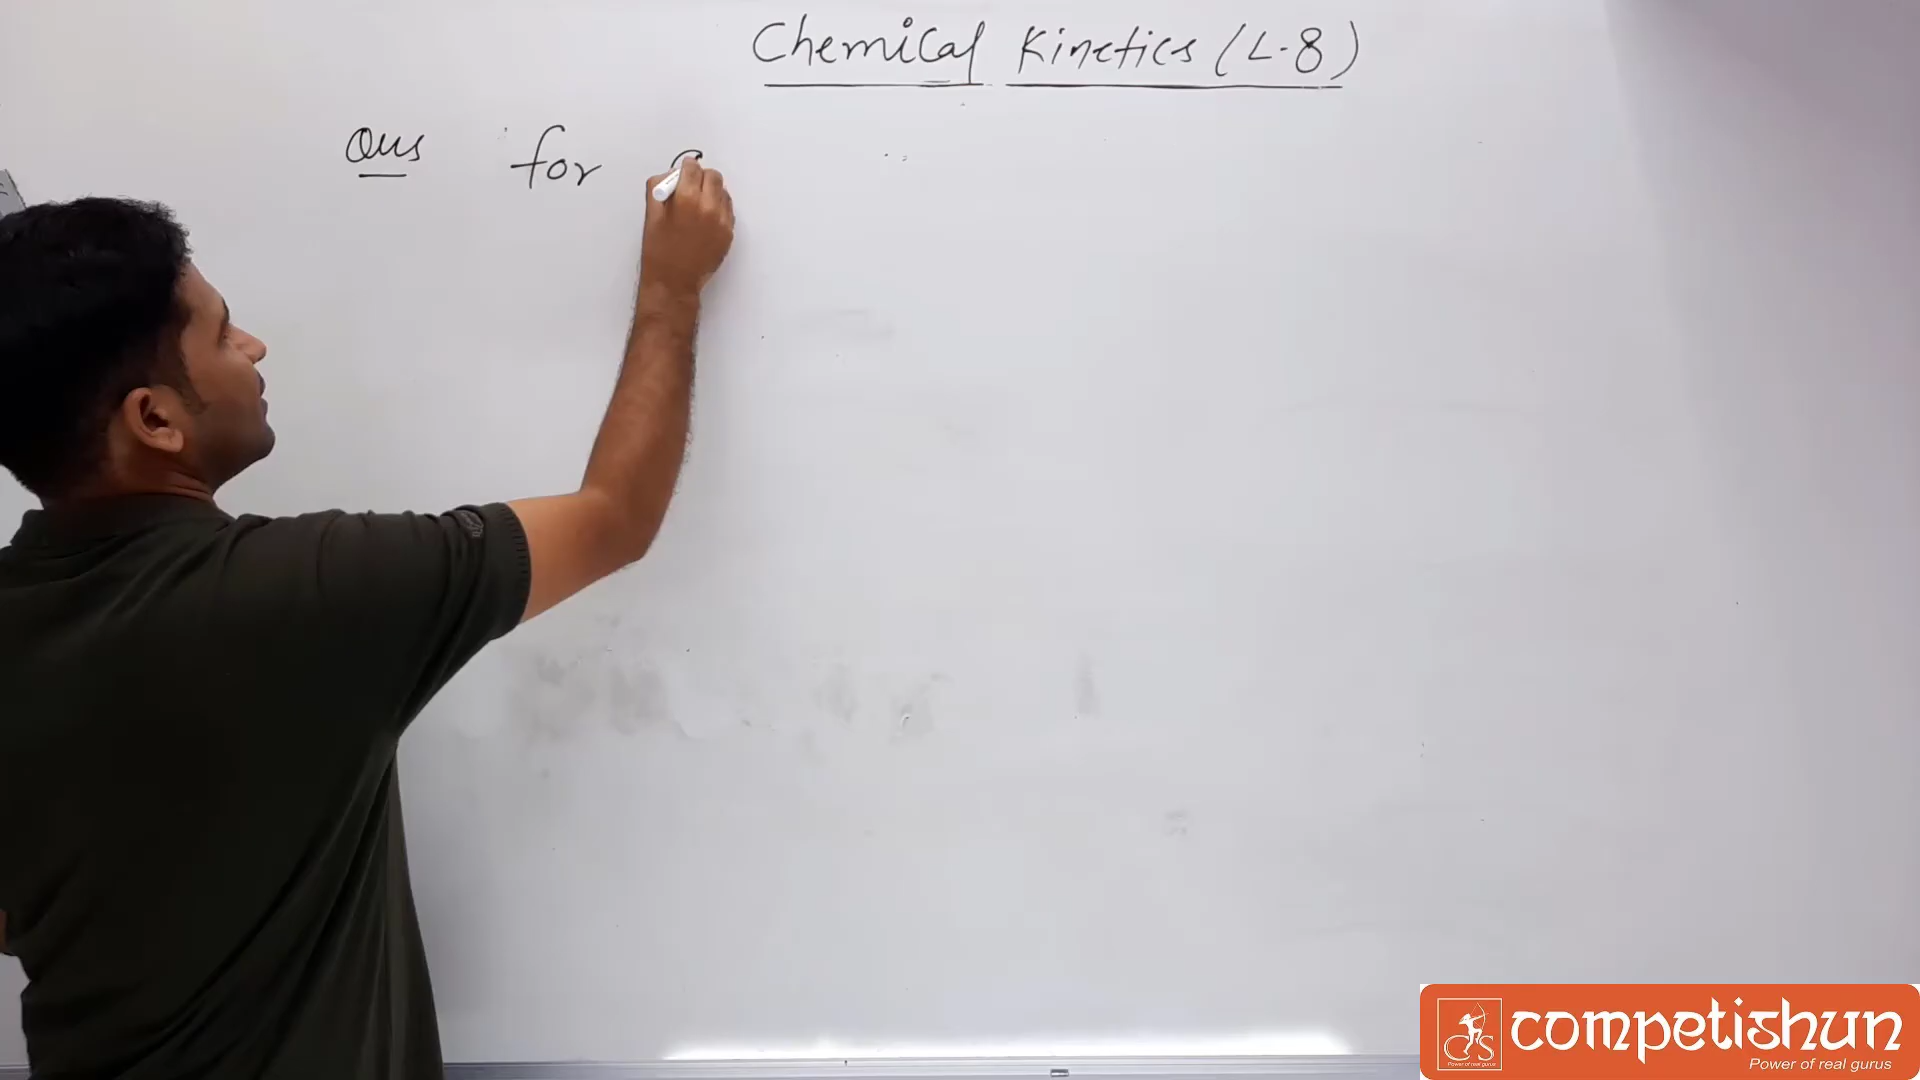 Chemical Kinetics (L-8)
Ques for
competishun
Power of real gurus